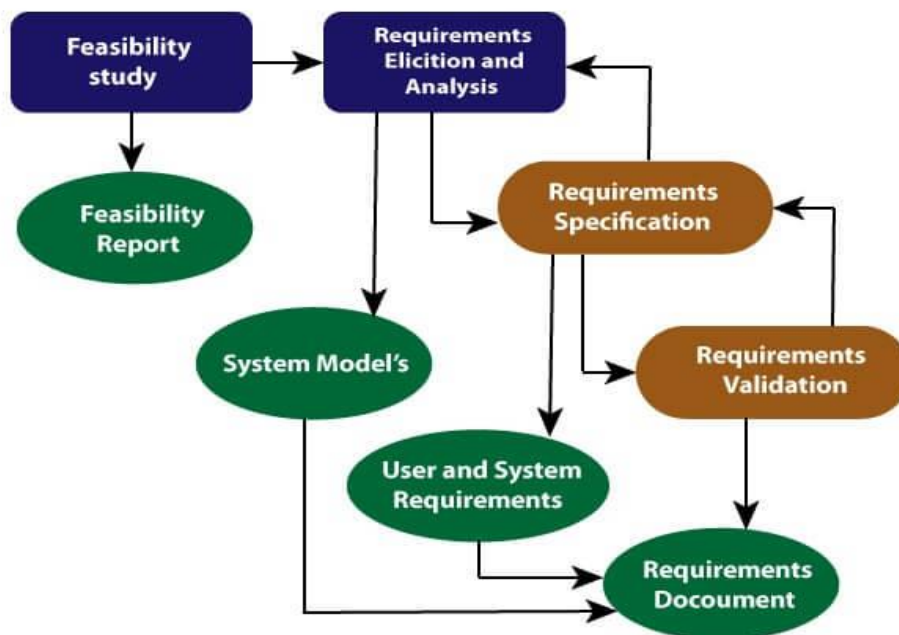 Feasibility
study
Requirements
Elicition and
Analysis
Feasibility
Report
Requirements
Specification
System Model's
Requirements
Validation
User and System
Requirements
Requirements
Docoument